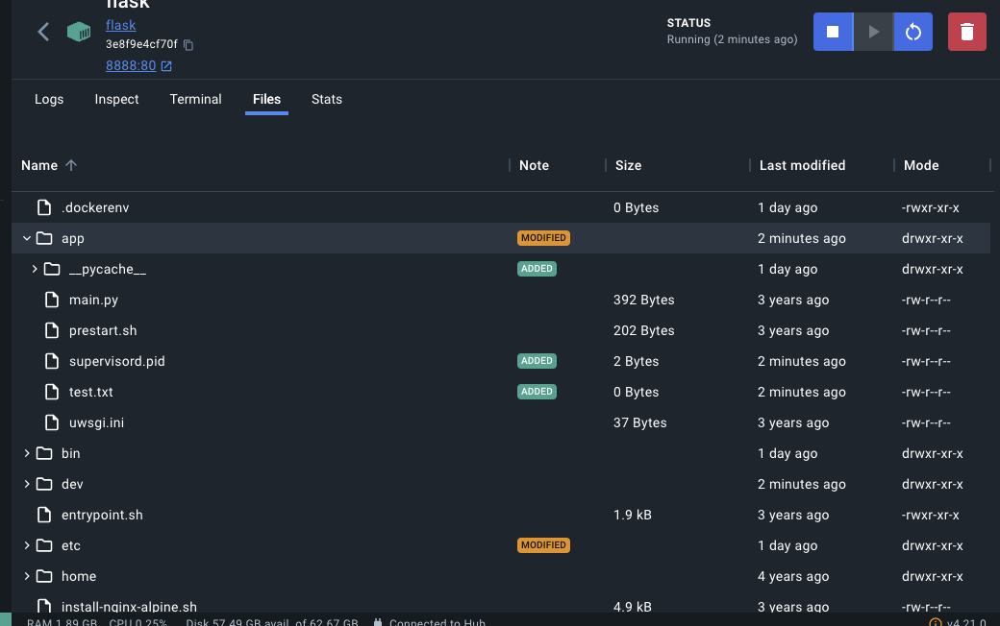 flask
flask
3e8f9e4cf70f
8888:80
STATUS
Running (2 minutes ago)
Logs Inspect Terminal Files Stats
Name Note Size Last modified Mode
.dockerenv 0 Bytes 1 day ago -rwxr-xr-x
app MODIFIED 2 minutes ago drwxr-xr-x
__pycache__ ADDED 1 day ago drwxr-xr-x
main.py 392 Bytes 3 years ago -rw-r--r--
prestart.sh 202 Bytes 3 years ago -rw-r--r--
supervisord.pid ADDED 2 Bytes 2 minutes ago -rw-r--r--
test.txt ADDED 0 Bytes 2 minutes ago -rw-r--r--
uwsgi.ini 37 Bytes 3 years ago -rw-r--r--
bin 1 day ago drwxr-xr-x
dev 2 minutes ago drwxr-xr-x
entrypoint.sh 1.9 kB 3 years ago -rwxr-xr-x
etc MODIFIED 1 day ago drwxr-xr-x
home 4 years ago drwxr-xr-x
install-nginx-alpine.sh 4.9 kB 3 years ago -rw-r--r--
RAM 1.89 GB CPU 0.25% Disk 57.49 GB avail. of 62.67 GB Connected to Hub v4.21.0